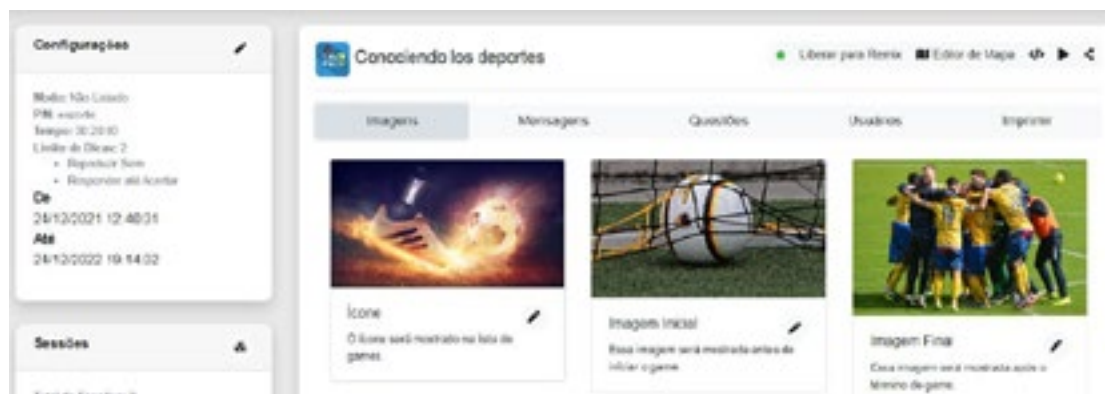 Configurações
Modo: Não Listado
PIN: esporte
Tempo: 00:20:00
Limite de Dicas: 2
Reproduzir Som
Responder até Acertar
De
24/12/2021 12:40:31
Até
24/12/2022 19:14:02
Sessões
Conociendo los deportes
Liberar para Remix
Editor de Mapa
Imagens
Mensagens
Questões
Usuários
Imprimir
Ícone
O ícone será mostrado na lista de
games.
Imagem Inicial
Essa imagem será mostrada antes de
iniciar o game.
Imagem Final
Essa imagem será mostrada após o
término do game.